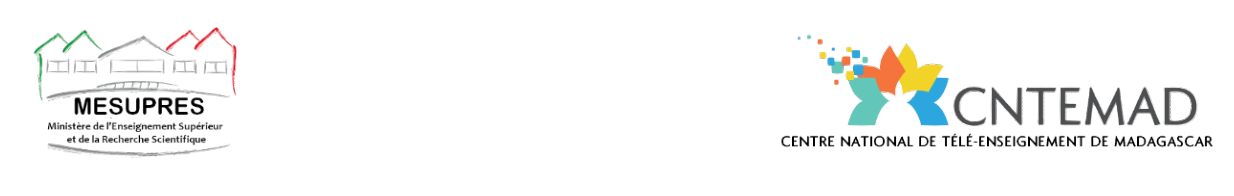 MESUPRES
Ministère de l'Enseignement Supérieur
et de la Recherche Scientifique
CNTEMAD
CENTRE NATIONAL DE TÉLÉ-ENSEIGNEMENT DE MADAGASCAR